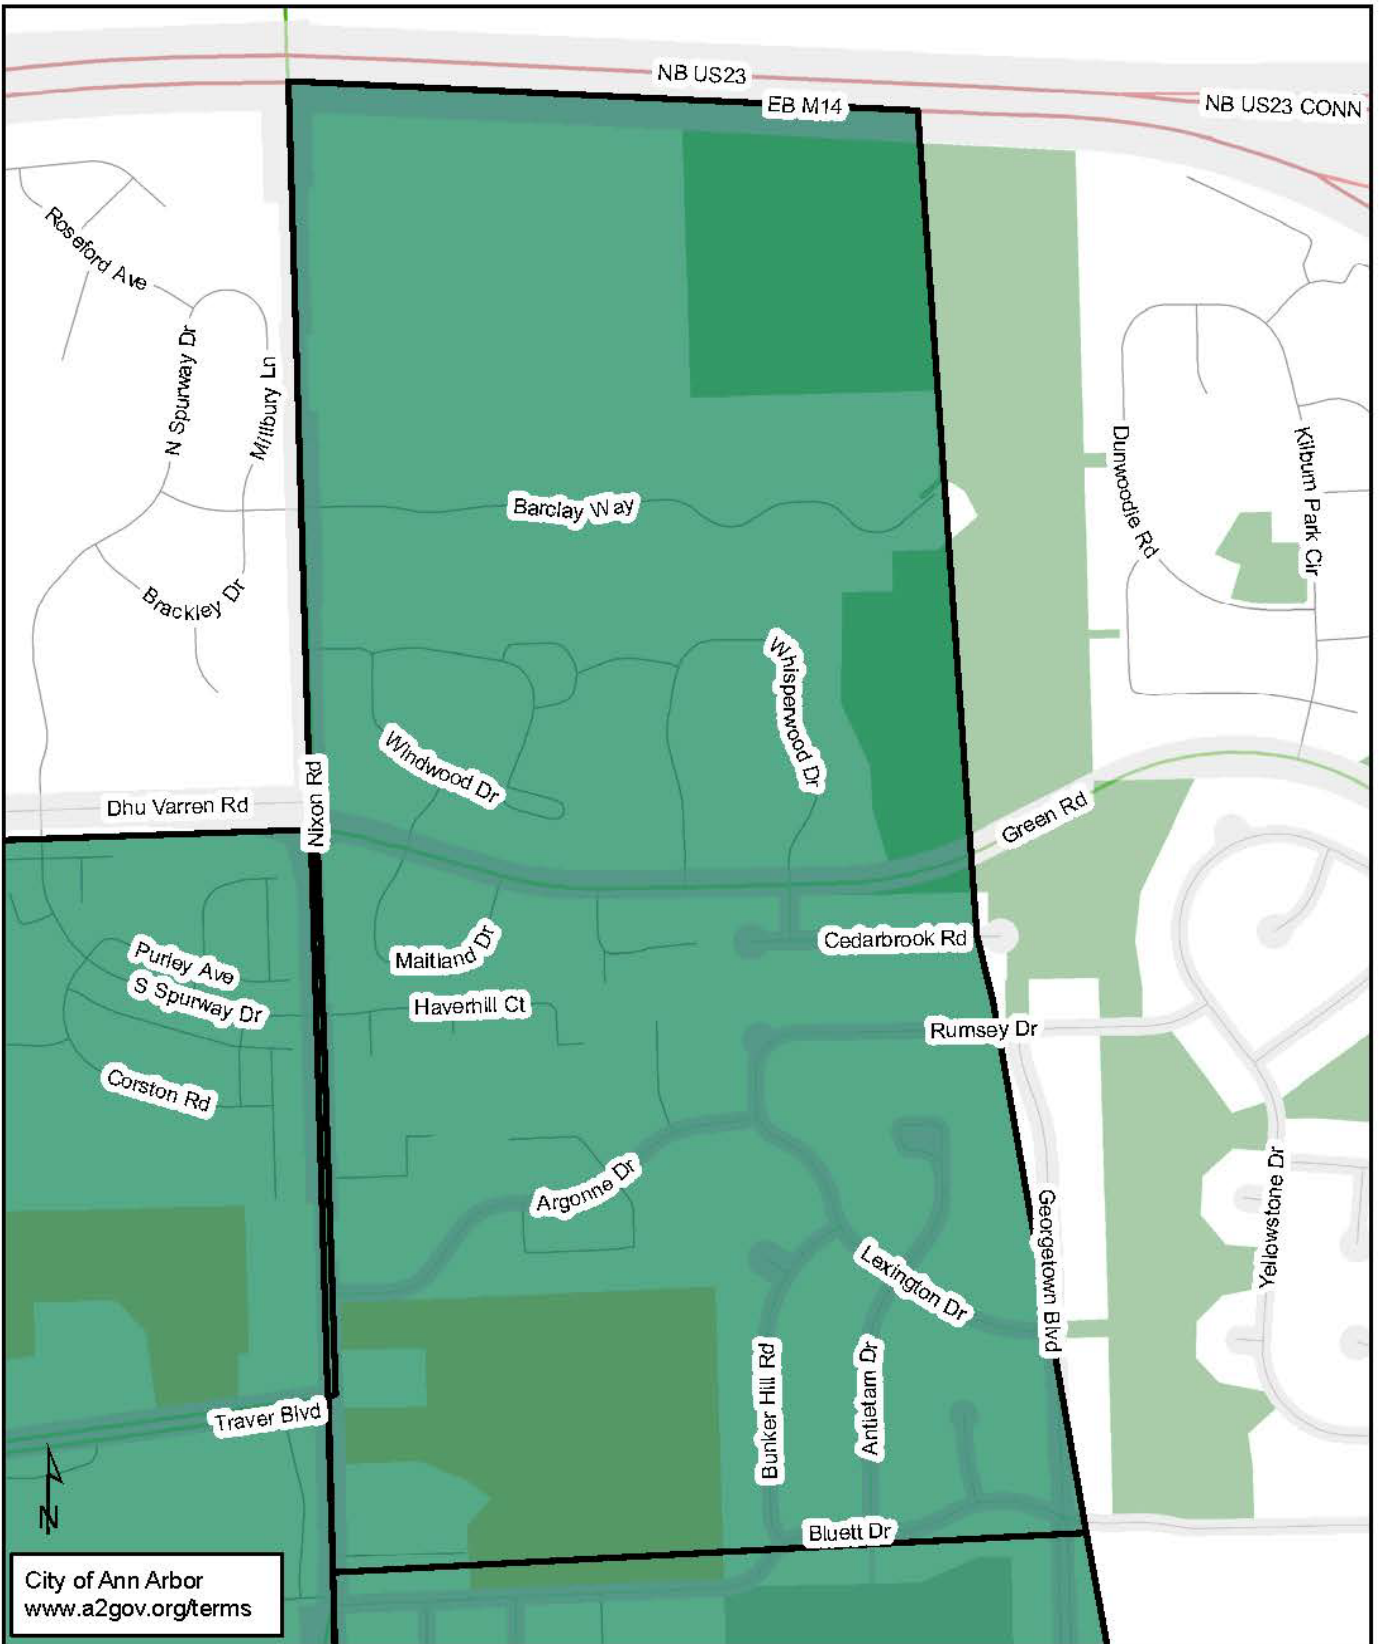 NB US23
EB M14
NB US23 CONN
Roseford Ave
N Spurway Dr
Millbury Ln
Dunwoodie Rd
Kilburn Park Cir
Barclay Way
Brackley Dr
Whisperwood Dr
Windwood Dr
Dhu Varren Rd
Nixon Rd
Green Rd
Purley Ave
S Spurway Dr
Maitland Dr
Cedarbrook Rd
Haverhill Ct
Rumsey Dr
Corston Rd
Argonne Dr
Lexington Dr
Georgetown Blvd
Yellowstone Dr
Traver Blvd
Bunker Hill Rd
Antietam Dr
N
Bluett Dr
City of Ann Arbor
www.a2gov.org/terms